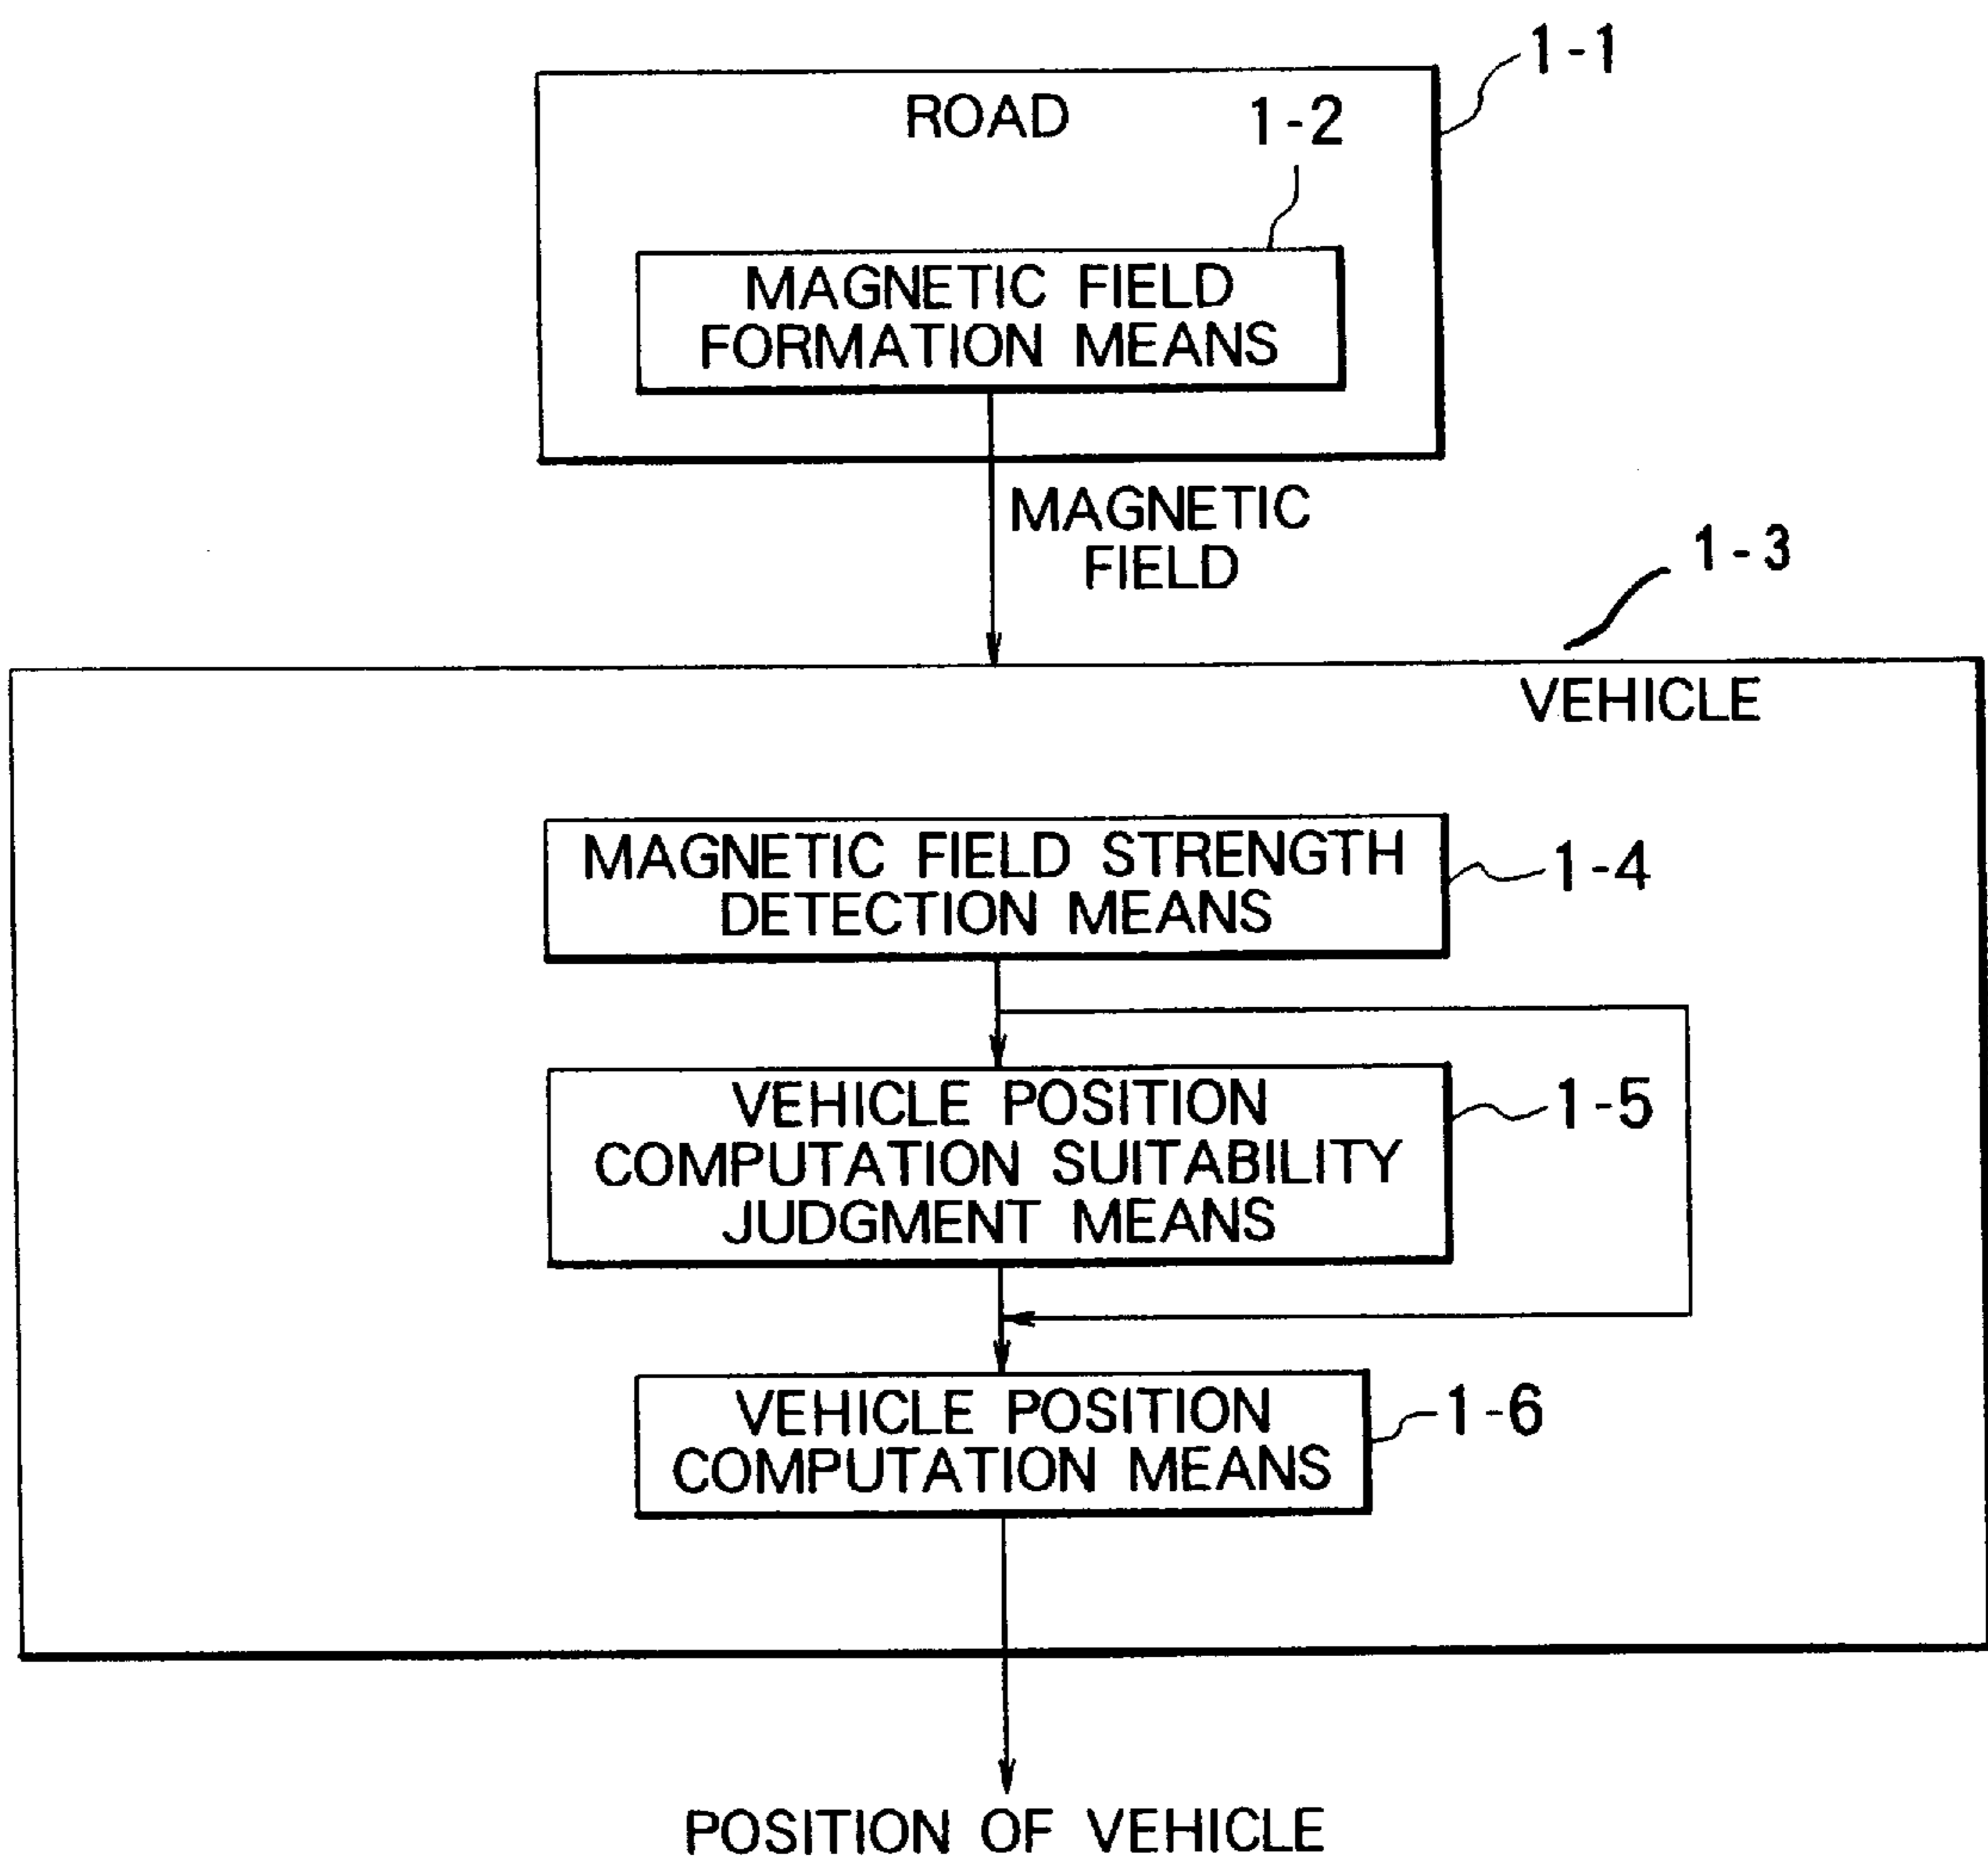 1-1
ROAD
1-2
MAGNETIC FIELD
FORMATION MEANS
MAGNETIC
FIELD
1-3
VEHICLE
MAGNETIC FIELD STRENGTH
DETECTION MEANS
1-4
VEHICLE POSITION
COMPUTATION SUITABILITY
JUDGMENT MEANS
1-5
VEHICLE POSITION
COMPUTATION MEANS
1-6
POSITION OF VEHICLE